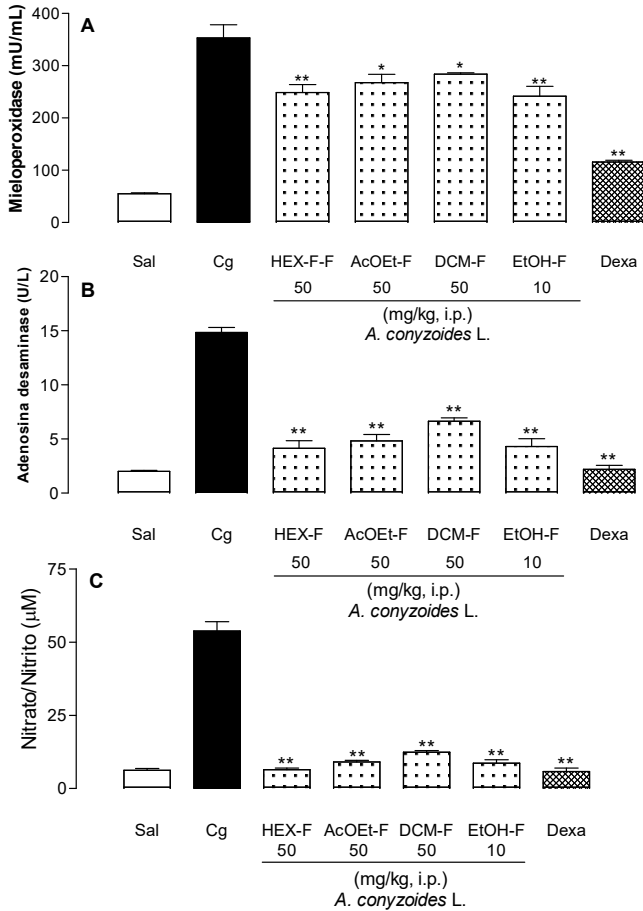 A
Mieloperoxidase (mU/mL)
400
300
200
100
0
** * * ** **
Sal Cg HEX-F-F AcOEt-F DCM-F EtOH-F Dexa
50 50 50 10
(mg/kg, i.p.)
A. conyzoides L.
B
Adenosina desaminase (U/L)
20
15
10
5
0
** ** ** ** **
Sal Cg HEX-F AcOEt-F DCM-F EtOH-F Dexa
50 50 50 10
(mg/kg, i.p.)
A. conyzoides L.
C
Nitrato/Nitrito (μM)
75
50
25
0
** ** ** ** **
Sal Cg HEX-F AcOEt-F DCM-F EtOH-F Dexa
50 50 50 10
(mg/kg, i.p.)
A. conyzoides L.